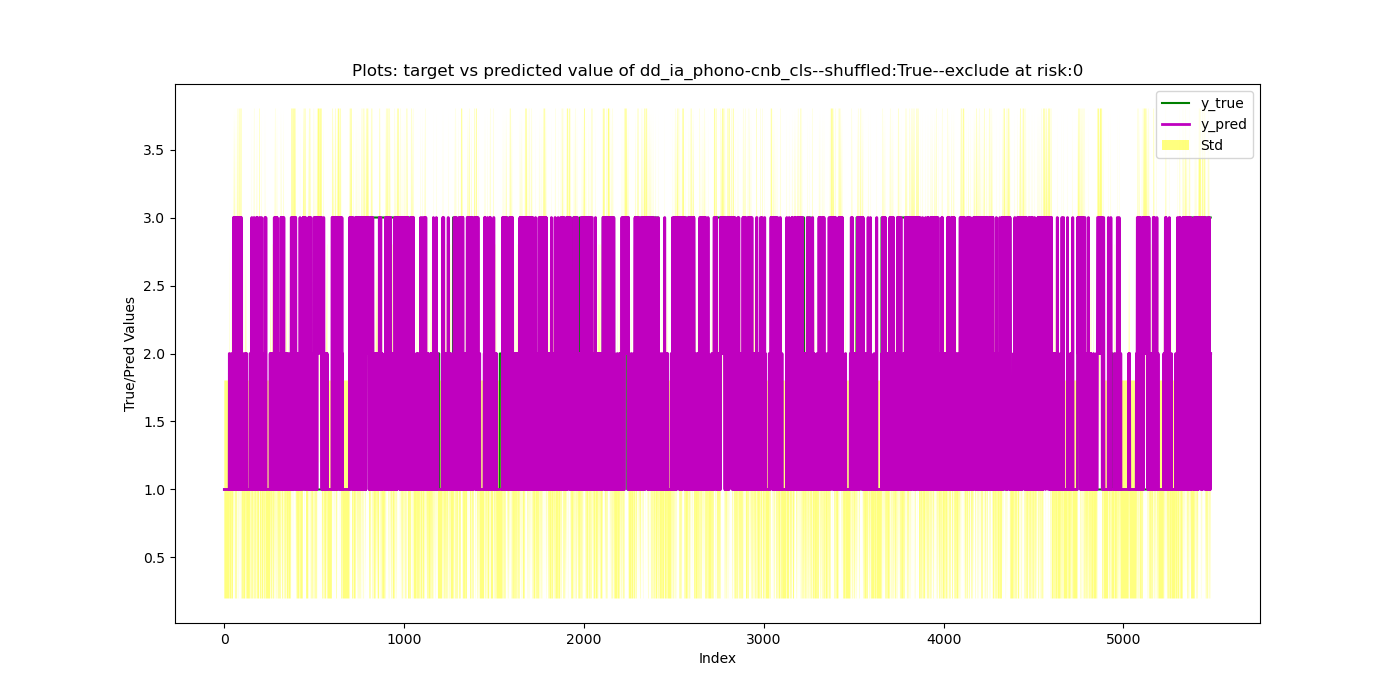 Plots: target vs predicted value of dd_ia_phono-cnb_cls--shuffled:True--exclude at risk:0
y_true
y_pred
Std
True/Pred Values
3.5
3.0
2.5
2.0
1.5
1.0
0.5
0
1000
2000
3000
4000
5000
Index